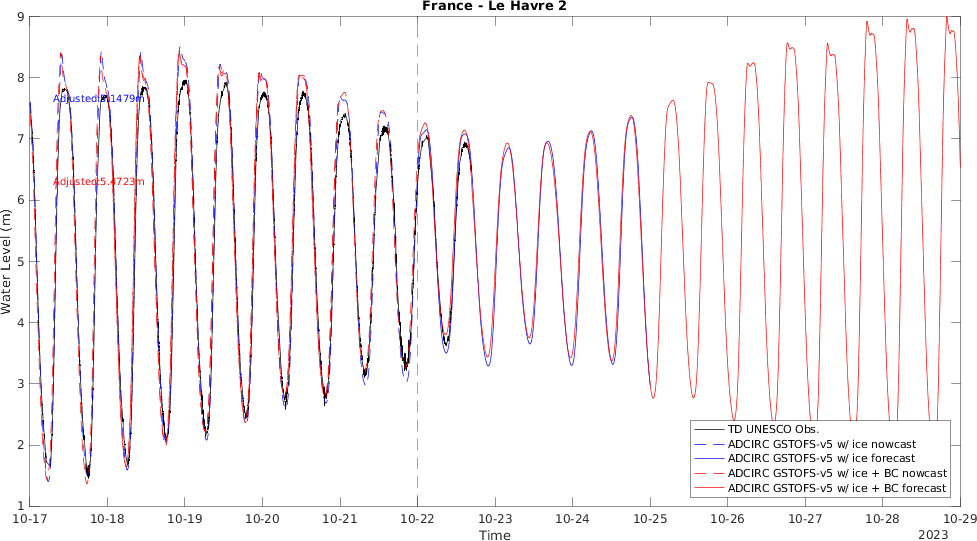 France - Le Havre 2
9
8
7
6
5
4
3
2
1
Water Level (m)
Adjusted:5.4723m
TD UNESCO Obs.
ADCIRC GSTOFS-v5 w/ ice nowcast
ADCIRC GSTOFS-v5 w/ ice forecast
ADCIRC GSTOFS-v5 w/ ice + BC nowcast
ADCIRC GSTOFS-v5 w/ ice + BC forecast
10-17 10-18 10-19 10-20 10-21 10-22 10-23 10-24 10-25 10-26 10-27 10-28 10-29
Time
2023